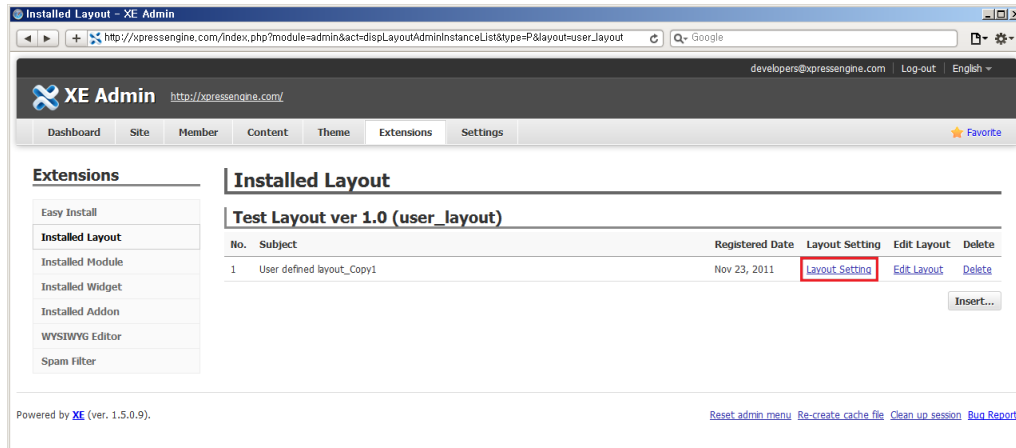 Installed Layout - XE Admin
http://xpressengine.com/index.php?module=admin&act=displayLayoutAdminInstanceList&type=P&layout=user_layout
Google
developers@xpressengine.com | Log-out | English
XE Admin http://xpressengine.com/
Dashboard Site Member Content Theme Extensions Settings Favorite
Extensions
Easy Install
Installed Layout
Installed Module
Installed Widget
Installed Addon
WYSIWYG Editor
Spam Filter
Installed Layout
Test Layout ver 1.0 (user_layout)
No. Subject Registered Date Layout Setting Edit Layout Delete
1 User defined layout_Copy1 Nov 23, 2011 Layout Setting Edit Layout Delete
Insert...
Powered by XE (ver. 1.5.0.9).
Reset admin menu Re-create cache file Clean up session Bug Report